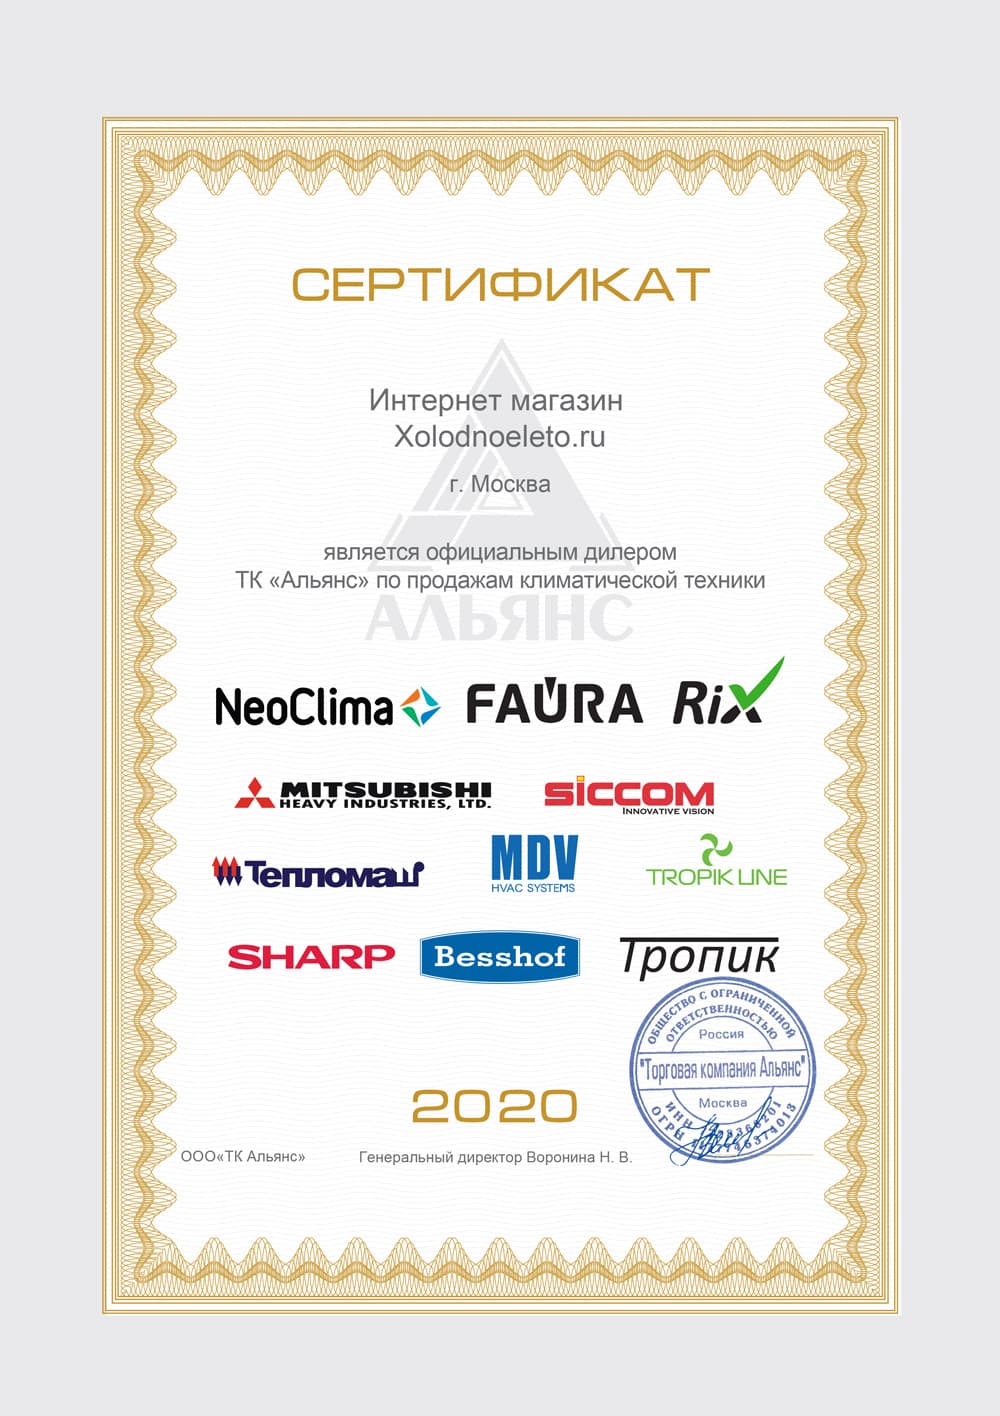 СЕРТИФИКАТ
Интернет магазин
Xolodnoeleto.ru
г. Москва
является официальным дилером
ТК «Альянс» по продажам климатической техники
АЛЬЯНС
NeoClima FAURA RiX
MITSUBISHI
HEAVY INDUSTRIES, LTD.
SICCOM
INNOVATIVE VISION
Тепломаш
MDV
HVAC SYSTEMS
TROPIK LINE
SHARP Besshof Тропик
ОБЩЕСТВО С ОГРАНИЧЕННОЙ
ОТВЕТСТВЕННОСТЬЮ
Россия
"Торговая компания Альянс"
Москва
ИНН
ОГРН
2020
ООО«ТК Альянс» Генеральный директор Воронина Н. В.